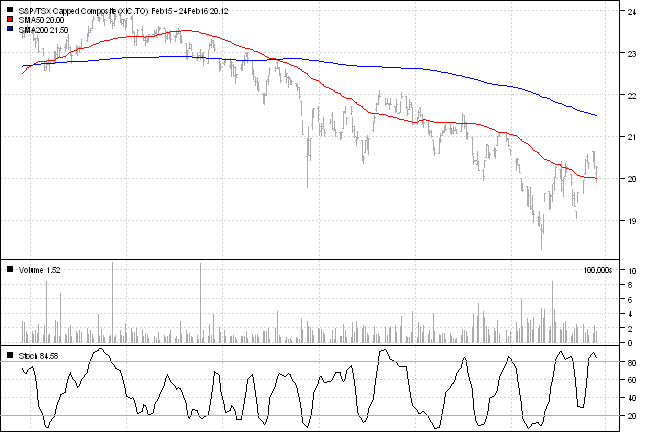 S&P/TSX Capped Composite (XIC.TO) Feb15 - 24Feb16 20.12
SMA50 20.00
SMA200 21.50
24
23
22
21
20
19
Volume 1.52
100,000s
10
8
6
4
2
0
Stoch 84.58
80
60
40
20